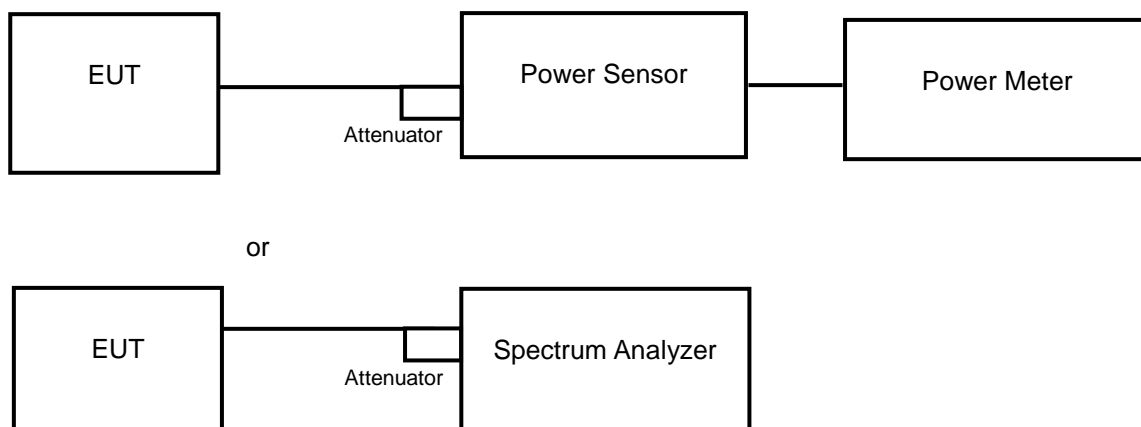 EUT
Power Sensor
Power Meter
Attenuator
or
EUT
Spectrum Analyzer
Attenuator